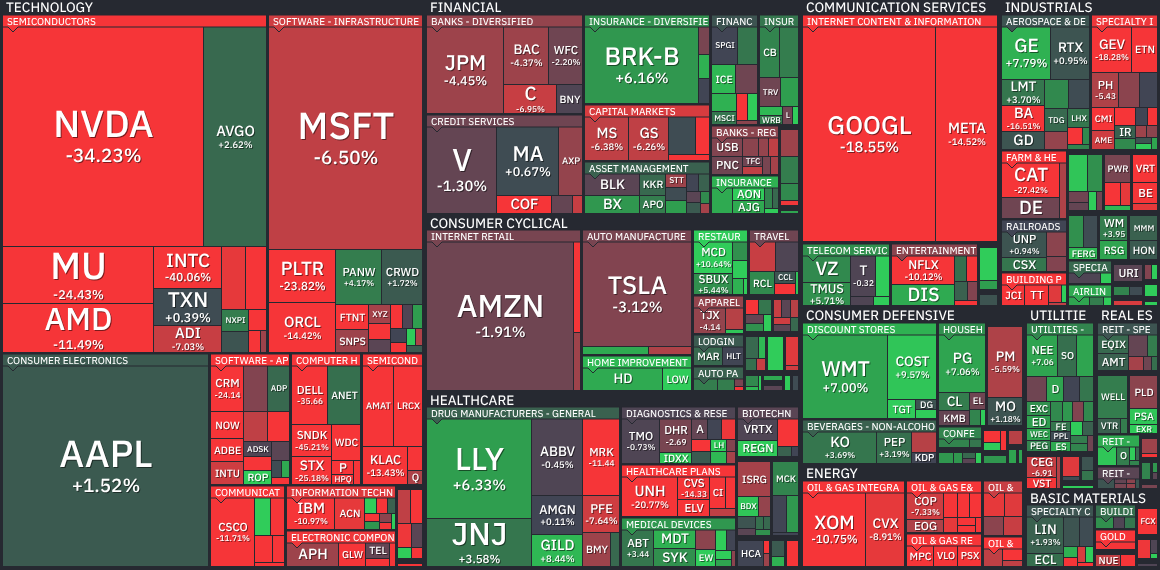 TECHNOLOGY
SEMICONDUCTORS
NVDA
-34.23%
AVGO
+2.62%
MU
-24.43%
AMD
-11.49%
INTC
-40.06%
TXN
+0.39%
ADI
-7.03%
NXPI
SOFTWARE - INFRASTRUCTURE
MSFT
-6.50%
PLTR
-23.82%
ORCL
-14.42%
PANW
+4.17%
CRWD
+1.72%
FTNT
XYZ
SNPS
CONSUMER ELECTRONICS
AAPL
+1.52%
SOFTWARE - AP
CRM
-24.14
ADP
NOW
ADBE
ADSK
INTU
ROP
COMPUTER H
DELL
-35.66
ANET
SNDK
-45.21%
WDC
STX
-25.18%
P
HPQ
SEMICOND
AMAT
LRCX
KLAC
-13.43%
Q
COMMUNICAT
CSCO
-11.71%
INFORMATION TECHN
IBM
-10.97%
ACN
ELECTRONIC COMPON
APH
GLW
TEL
FINANCIAL
BANKS - DIVERSIFIED
JPM
-4.45%
BAC
-4.37%
WFC
-2.20%
C
-6.95%
BNY
CREDIT SERVICES
V
-1.30%
MA
+0.67%
AXP
COF
INSURANCE - DIVERSIFIE
BRK-B
+6.16%
CAPITAL MARKETS
MS
-6.38%
GS
-6.26%
ASSET MANAGEMENT
BLK
KKR
STT
BX
APO
FINANC
SPGI
ICE
MSCI
INSUR
CB
TRV
WRB
L
BANKS - REG
USB
PNC
TFC
INSURANCE
AON
AJG
CONSUMER CYCLICAL
INTERNET RETAIL
AMZN
-1.91%
AUTO MANUFACTURE
TSLA
-3.12%
HOME IMPROVEMENT
HD
LOW
RESTAUR
MCD
+10.64%
SBUX
+5.44%
TRAVEL
RCL
CCL
APPAREL
TJX
-4.14
LODGIN
MAR
HLT
AUTO PA
HEALTHCARE
DRUG MANUFACTURERS - GENERAL
LLY
+6.33%
JNJ
+3.58%
ABBV
-0.45%
MRK
-11.44
AMGN
+0.11%
PFE
-7.64%
GILD
+8.44%
BMY
DIAGNOSTICS & RESE
TMO
-0.73%
DHR
-2.69
A
LH
IDXX
HEALTHCARE PLANS
UNH
-20.77%
CVS
-14.33
CI
ELV
MEDICAL DEVICES
ABT
+3.44
MDT
SYK
EW
BIOTECHN
VRTX
REGN
ISRG
BDX
MCK
HCA
COMMUNICATION SERVICES
INTERNET CONTENT & INFORMATION
GOOGL
-18.55%
META
-14.52%
TELECOM SERVIC
VZ
T
-0.32
TMUS
+5.71%
ENTERTAINMENT
NFLX
-10.12%
DIS
CONSUMER DEFENSIVE
DISCOUNT STORES
WMT
+7.00%
COST
+9.57%
TGT
DG
BEVERAGES - NON-ALCOHO
KO
+3.69%
PEP
+3.19%
KDP
HOUSEH
PG
+7.06%
CL
EL
KMB
CONFE
PM
-5.59%
MO
+1.18%
ENERGY
OIL & GAS INTEGRA
XOM
-10.75%
CVX
-8.91%
OIL & GAS E&
COP
-7.33%
EOG
OIL & GAS RE
MPC
VLO
PSX
OIL &
OIL &
INDUSTRIALS
AEROSPACE & DE
GE
+7.79%
RTX
+0.95%
LMT
+3.70%
BA
-16.51%
TDG
LHX
GD
SPECIALTY I
GEV
-18.28%
ETN
PH
-5.43
CMI
IR
AME
FARM & HE
CAT
-27.42%
DE
RAILROADS
UNP
+0.94%
CSX
BUILDING P
JCI
TT
PWR
VRT
BE
FERG
WM
+3.95
MMM
RSG
HON
SPECIA
URI
AIRLIN
UTILITIE
UTILITIES -
NEE
+7.06
SO
D
EXC
ED
FE
WEC
PPL
PEG
ES
CEG
-6.91
VST
REAL ES
REIT - SPE
EQIX
AMT
WELL
PLD
VTR
PSA
EXR
REIT -
O
REIT -
BASIC MATERIALS
SPECIALTY C
LIN
+1.93%
ECL
BUILDI
GOLD
NUE
FCX